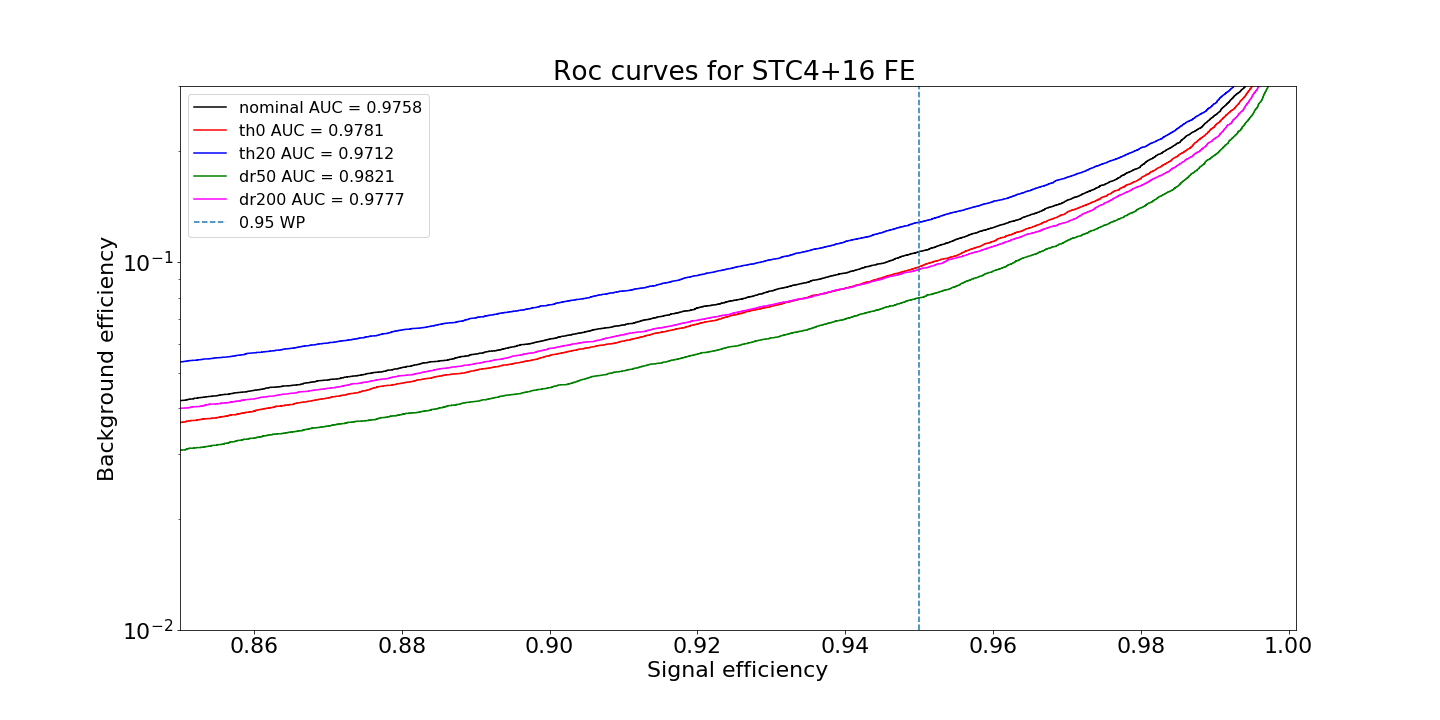 Roc curves for STC4+16 FE
nominal AUC = 0.9758
th0 AUC = 0.9781
th20 AUC = 0.9712
dr50 AUC = 0.9821
dr200 AUC = 0.9777
0.95 WP
Background efficiency
10⁻¹
10⁻²
0.86 0.88 0.90 0.92 0.94 0.96 0.98 1.00
Signal efficiency